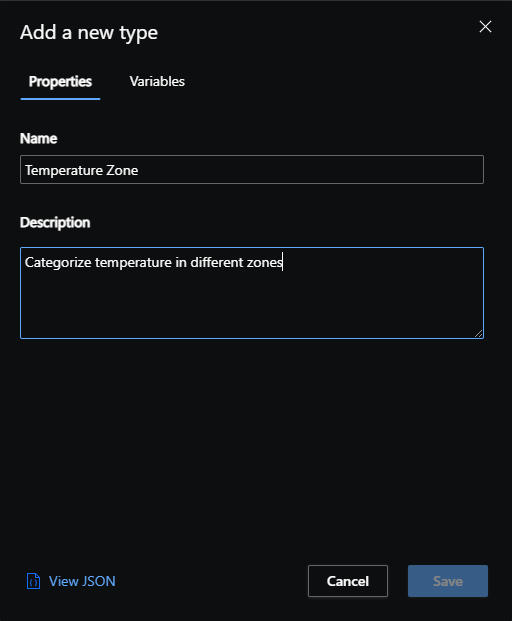 Add a new type
Properties Variables
Name
Temperature Zone
Description
Categorize temperature in different zones
View JSON Cancel Save